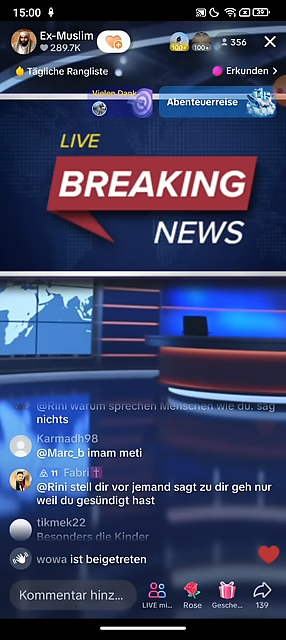 15:00
39
Ex-Muslim
289.7K
100+
100+
356
Tägliche Rangliste
Erkunden
Vielen Dank
Abenteuerreise
LIVE
BREAKING
NEWS
@Rini warum sprechen Menschen wie du. sag
nichts
Karmadh98
@Marc_b imam meti
11 Fabri✝️
@Rini stell dir vor jemand sagt zu dir geh nur
weil du gesündigt hast
tikmek22
Besonders die Kinder
wowa ist beigetreten
Kommentar hinz...
LIVE mi...
Rose
Gesche...
139